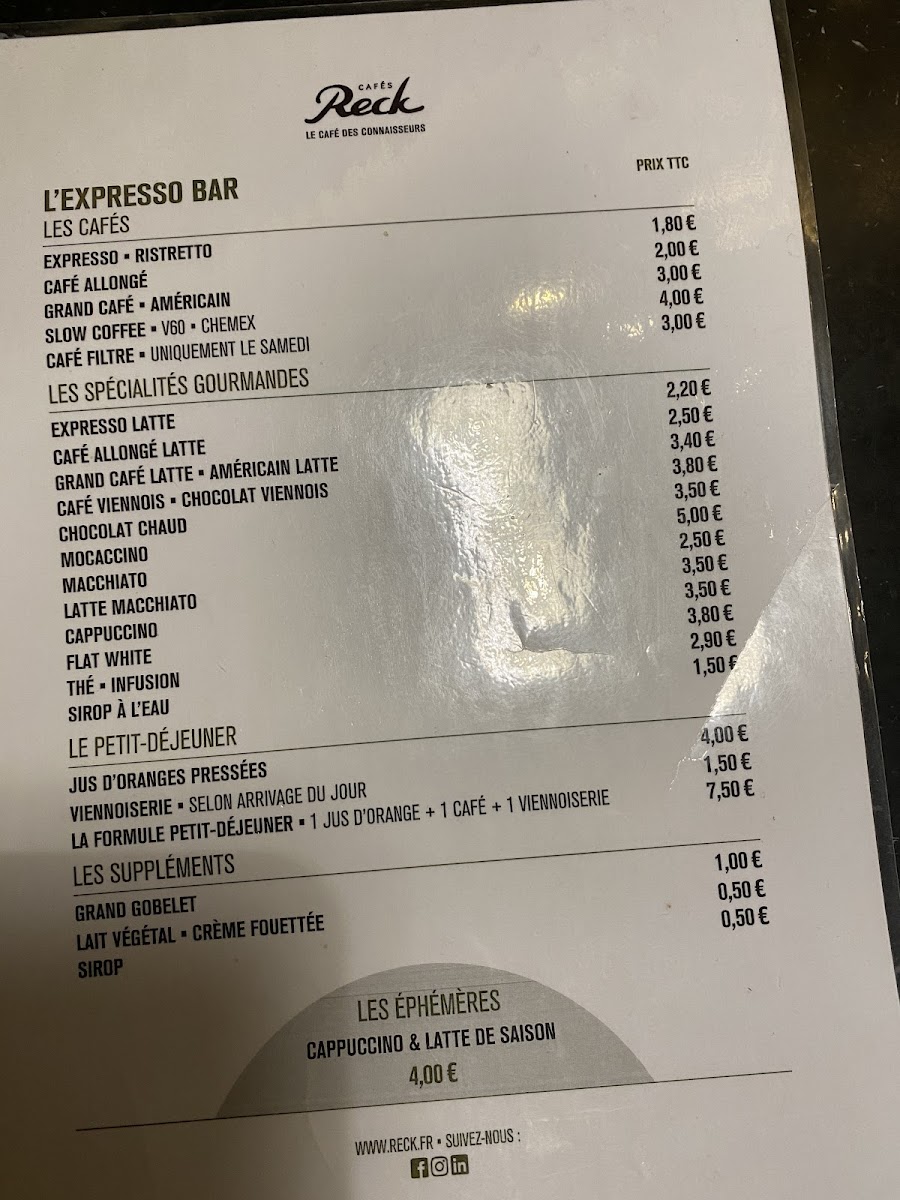 CAFÉS
Reck
LE CAFÉ DES CONNAISSEURS
PRIX TTC
L'EXPRESSO BAR
LES CAFÉS
EXPRESSO ▪ RISTRETTO 1,80 €
CAFÉ ALLONGÉ 2,00 €
GRAND CAFÉ ▪ AMÉRICAIN 3,00 €
SLOW COFFEE ▪ V60 ▪ CHEMEX 4,00 €
CAFÉ FILTRE ▪ UNIQUEMENT LE SAMEDI 3,00 €
LES SPÉCIALITÉS GOURMANDES
EXPRESSO LATTE 2,20 €
CAFÉ ALLONGÉ LATTE 2,50 €
GRAND CAFÉ LATTE ▪ AMÉRICAIN LATTE 3,40 €
CAFÉ VIENNOIS ▪ CHOCOLAT VIENNOIS 3,80 €
CHOCOLAT CHAUD 3,50 €
MOCACCINO 5,00 €
MACCHIATO 2,50 €
LATTE MACCHIATO 3,50 €
CAPPUCCINO 3,50 €
FLAT WHITE 3,80 €
THÉ ▪ INFUSION 2,90 €
SIROP À L'EAU 1,50 €
LE PETIT-DÉJEUNER
JUS D'ORANGES PRESSÉES 4,00 €
VIENNOISERIE ▪ SELON ARRIVAGE DU JOUR 1,50 €
LA FORMULE PETIT-DÉJEUNER ▪ 1 JUS D'ORANGE + 1 CAFÉ + 1 VIENNOISERIE 7,50 €
LES SUPPLÉMENTS
GRAND GOBELET 1,00 €
LAIT VÉGÉTAL ▪ CRÈME FOUETTÉE 0,50 €
SIROP 0,50 €
LES ÉPHÉMÈRES
CAPPUCCINO & LATTE DE SAISON
4,00 €
WWW.RECK.FR ▪ SUIVEZ-NOUS :